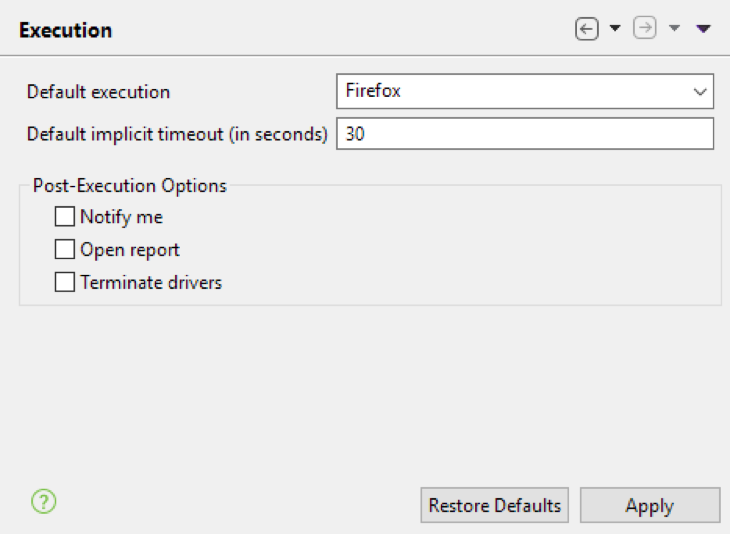 Execution
Default execution
Firefox
Default implicit timeout (in seconds)
30
Post-Execution Options
Notify me
Open report
Terminate drivers
?
Restore Defaults
Apply